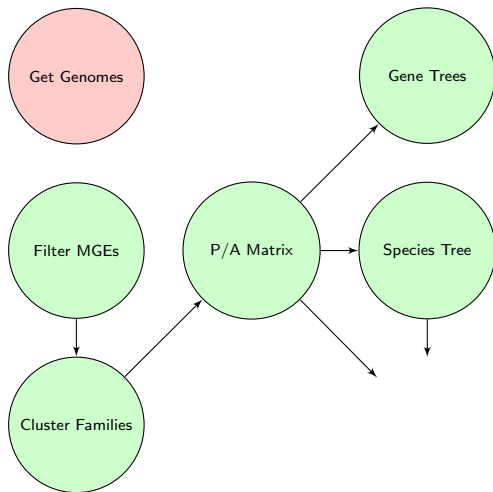 Get Genomes
Gene Trees
Filter MGEs
P/A Matrix
Species Tree
Cluster Families